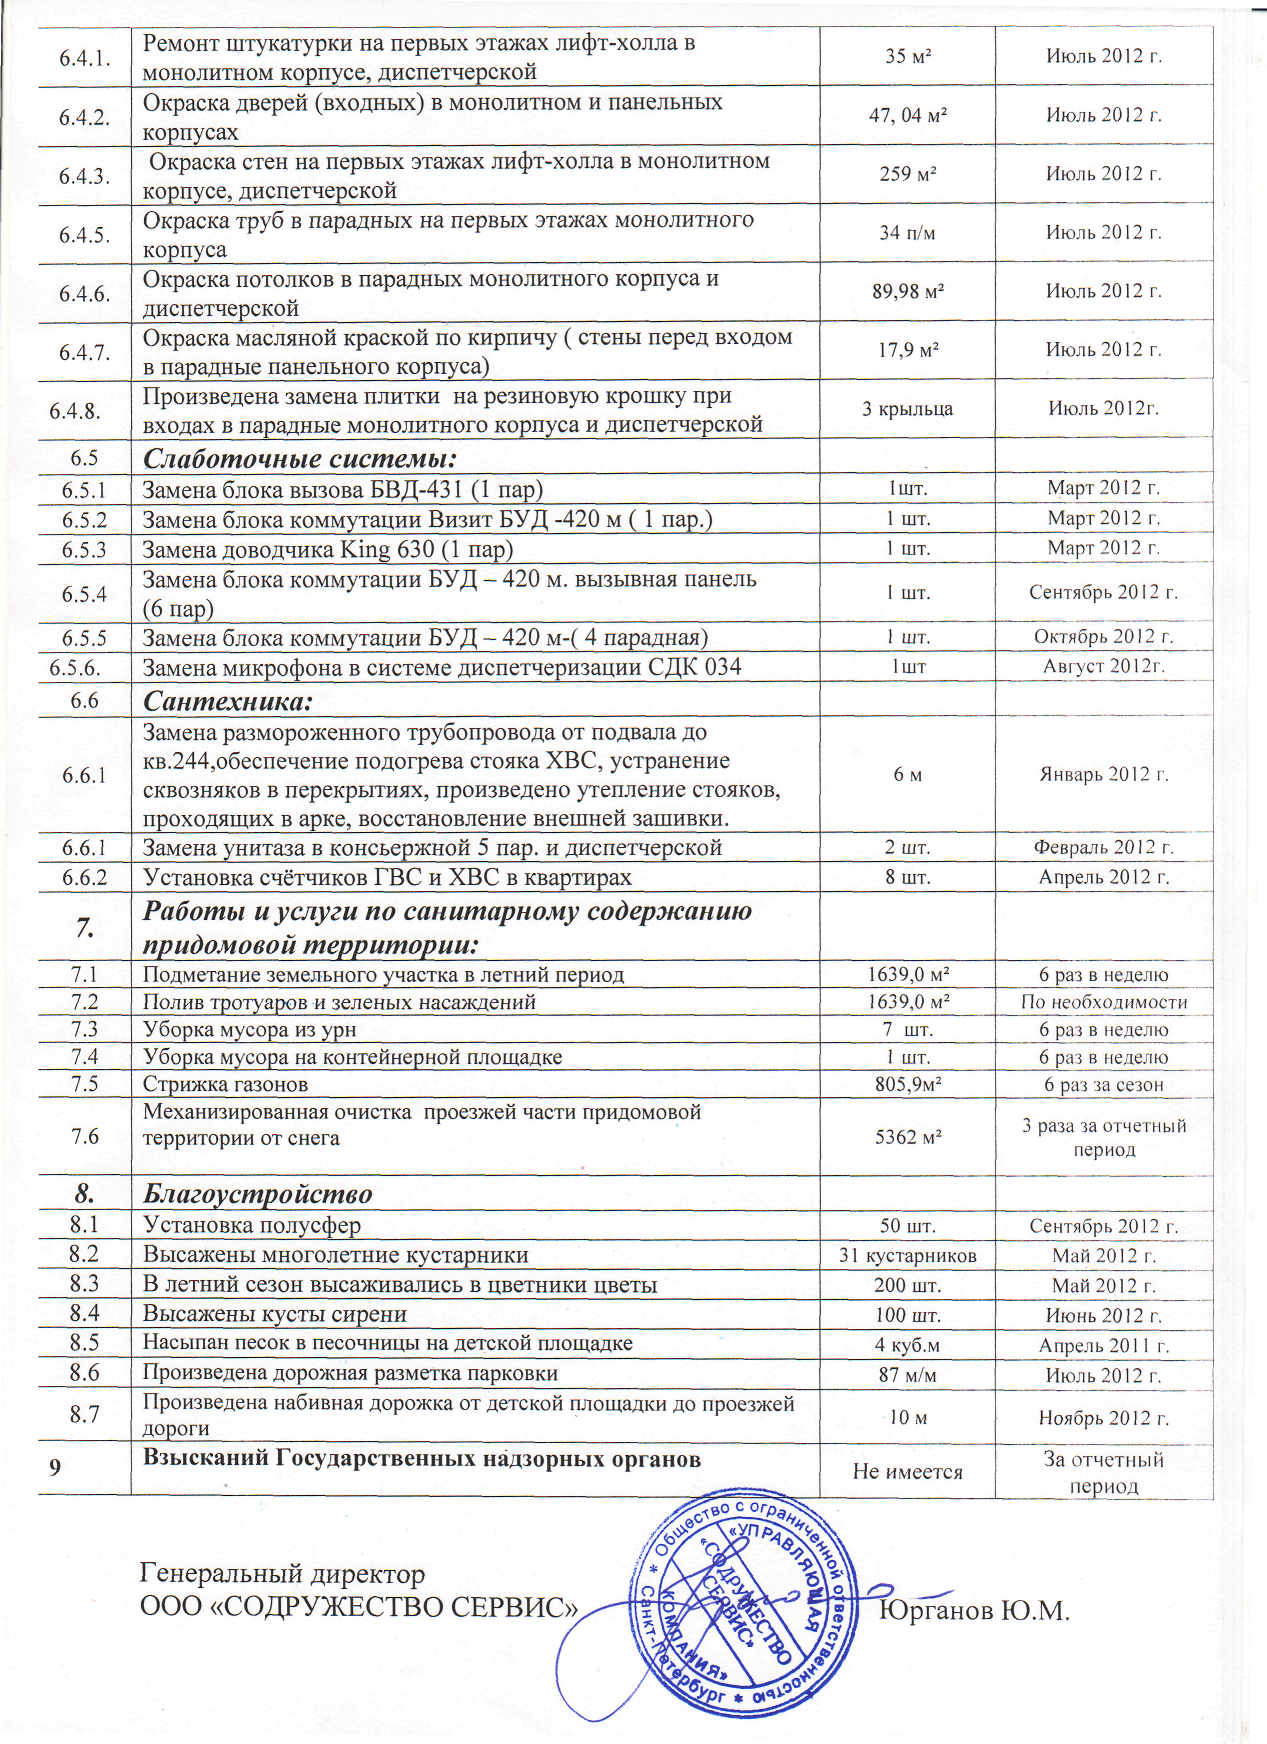 6.4.1. Ремонт штукатурки на первых этажах лифт-холла в
монолитном корпусе, диспетчерской 35 м² Июль 2012 г.
6.4.2. Окраска дверей (входных) в монолитном и панельных
корпусах 47, 04 м² Июль 2012 г.
6.4.3. Окраска стен на первых этажах лифт-холла в монолитном
корпусе, диспетчерской 259 м² Июль 2012 г.
6.4.5. Окраска труб в парадных на первых этажах монолитного
корпуса 34 п/м Июль 2012 г.
6.4.6. Окраска потолков в парадных монолитного корпуса и
диспетчерской 89,98 м² Июль 2012 г.
6.4.7. Окраска масляной краской по кирпичу ( стены перед входом
в парадные панельного корпуса) 17,9 м² Июль 2012 г.
6.4.8. Произведена замена плитки на резиновую крошку при
входах в парадные монолитного корпуса и диспетчерской 3 крыльца Июль 2012г.
6.5 Слаботочные системы:
6.5.1 Замена блока вызова БВД-431 (1 пар) 1шт. Март 2012 г.
6.5.2 Замена блока коммутации Визит БУД -420 м ( 1 пар.) 1 шт. Март 2012 г.
6.5.3 Замена доводчика King 630 (1 пар) 1 шт. Март 2012 г.
6.5.4 Замена блока коммутации БУД – 420 м. вызывная панель
(6 пар) 1 шт. Сентябрь 2012 г.
6.5.5 Замена блока коммутации БУД – 420 м-( 4 парадная) 1 шт. Октябрь 2012 г.
6.5.6. Замена микрофона в системе диспетчеризации СДК 034 1шт Август 2012г.
6.6 Сантехника:
6.6.1 Замена размороженного трубопровода от подвала до
кв.244,обеспечение подогрева стояка ХВС, устранение
сквозняков в перекрытиях, произведено утепление стояков,
проходящих в арке, восстановление внешней зашивки. 6 м Январь 2012 г.
6.6.1 Замена унитаза в консьержной 5 пар. и диспетчерской 2 шт. Февраль 2012 г.
6.6.2 Установка счётчиков ГВС и ХВС в квартирах 8 шт. Апрель 2012 г.
7. Работы и услуги по санитарному содержанию
придомовой территории:
7.1 Подметание земельного участка в летний период 1639,0 м² 6 раз в неделю
7.2 Полив тротуаров и зеленых насаждений 1639,0 м² По необходимости
7.3 Уборка мусора из урн 7 шт. 6 раз в неделю
7.4 Уборка мусора на контейнерной площадке 1 шт. 6 раз в неделю
7.5 Стрижка газонов 805,9м² 6 раз за сезон
7.6 Механизированная очистка проезжей части придомовой
территории от снега 5362 м² 3 раза за отчетный
период
8. Благоустройство
8.1 Установка полусфер 50 шт. Сентябрь 2012 г.
8.2 Высажены многолетние кустарники 31 кустарников Май 2012 г.
8.3 В летний сезон высаживались в цветники цветы 200 шт. Май 2012 г.
8.4 Высажены кусты сирени 100 шт. Июнь 2012 г.
8.5 Насыпан песок в песочницы на детской площадке 4 куб.м Апрель 2011 г.
8.6 Произведена дорожная разметка парковки 87 м/м Июль 2012 г.
8.7 Произведена набивная дорожка от детской площадки до проезжей
дороги 10 м Ноябрь 2012 г.
9 Взысканий Государственных надзорных органов Не имеется За отчетный
период
Генеральный директор
ООО «СОДРУЖЕСТВО СЕРВИС» Юрганов Ю.М.
* Общество с ограниченной ответственностью * Санкт-Петербург
«УПРАВЛЯЮЩАЯ КОМПАНИЯ»
«СОДРУЖЕСТВО
СЕРВИС»